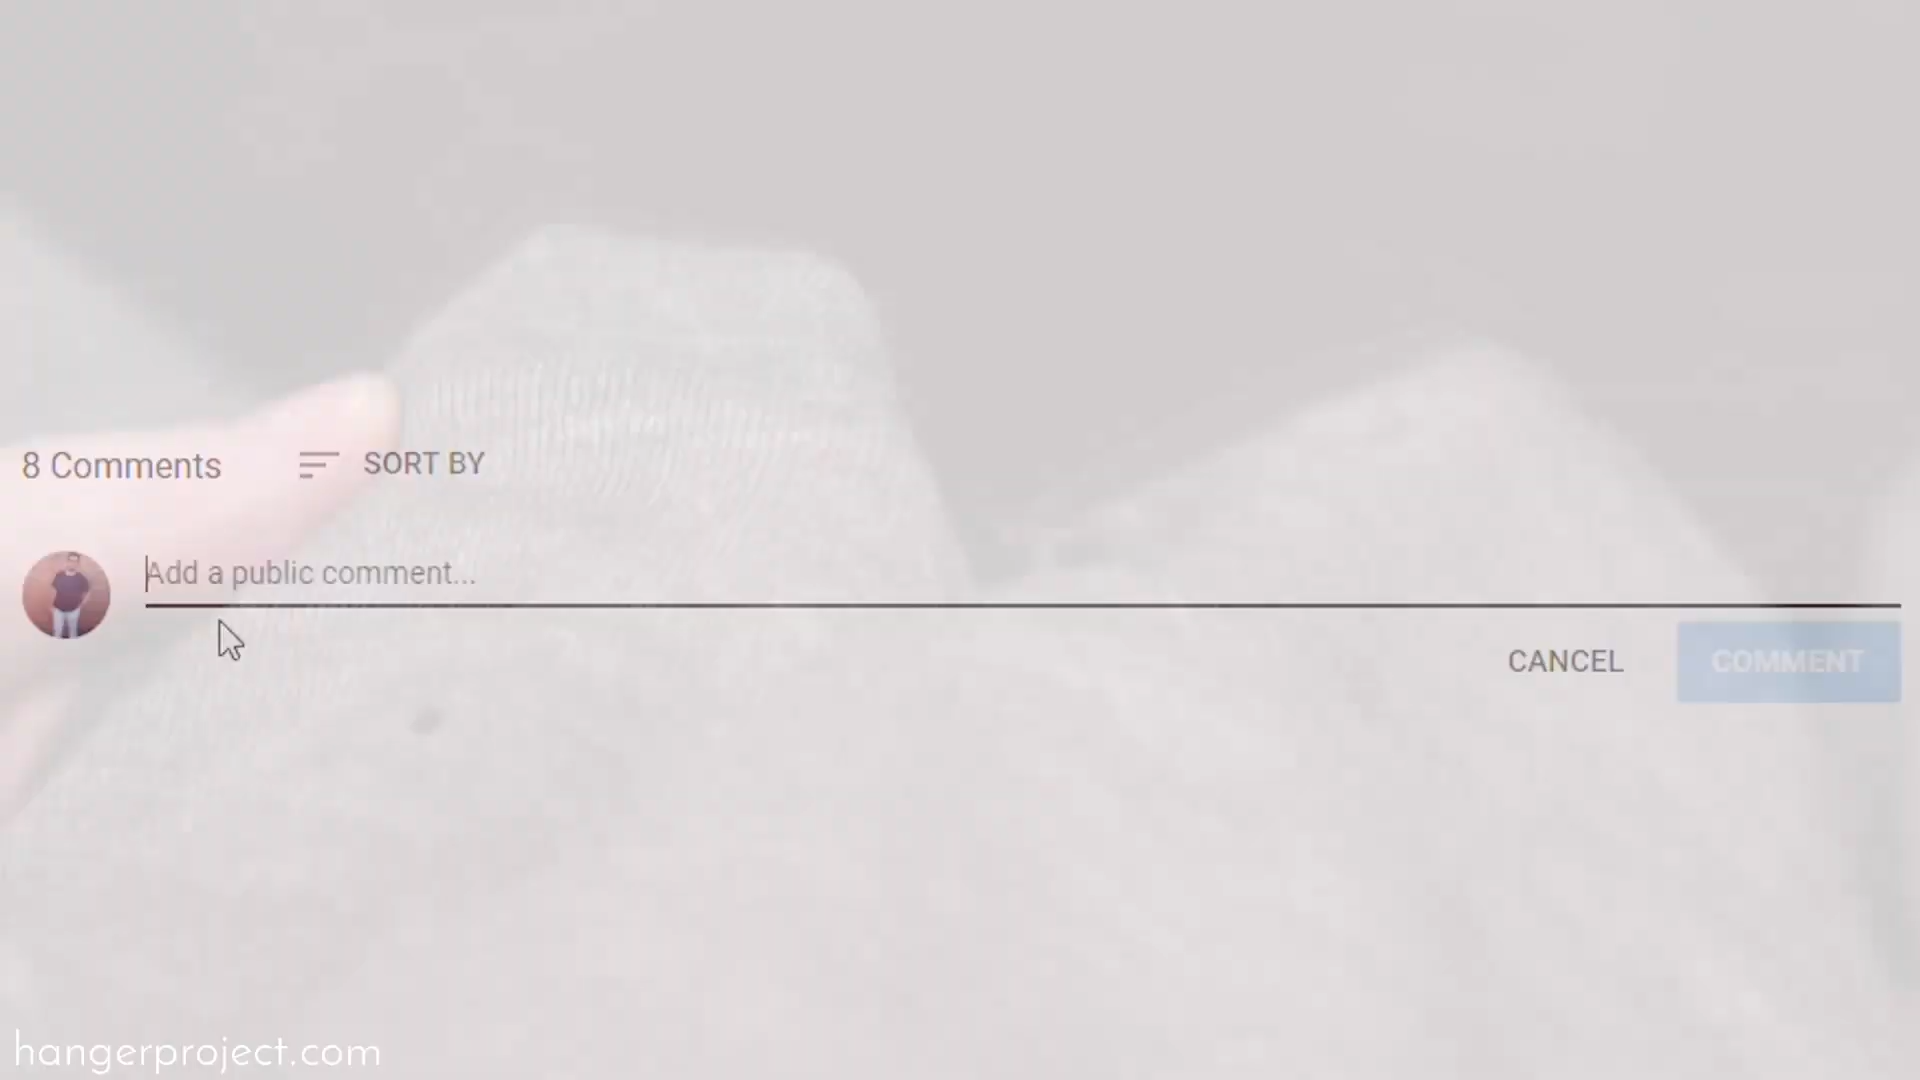 8 Comments
SORT BY
Add a public comment...
CANCEL
COMMENT
hangerproject.com